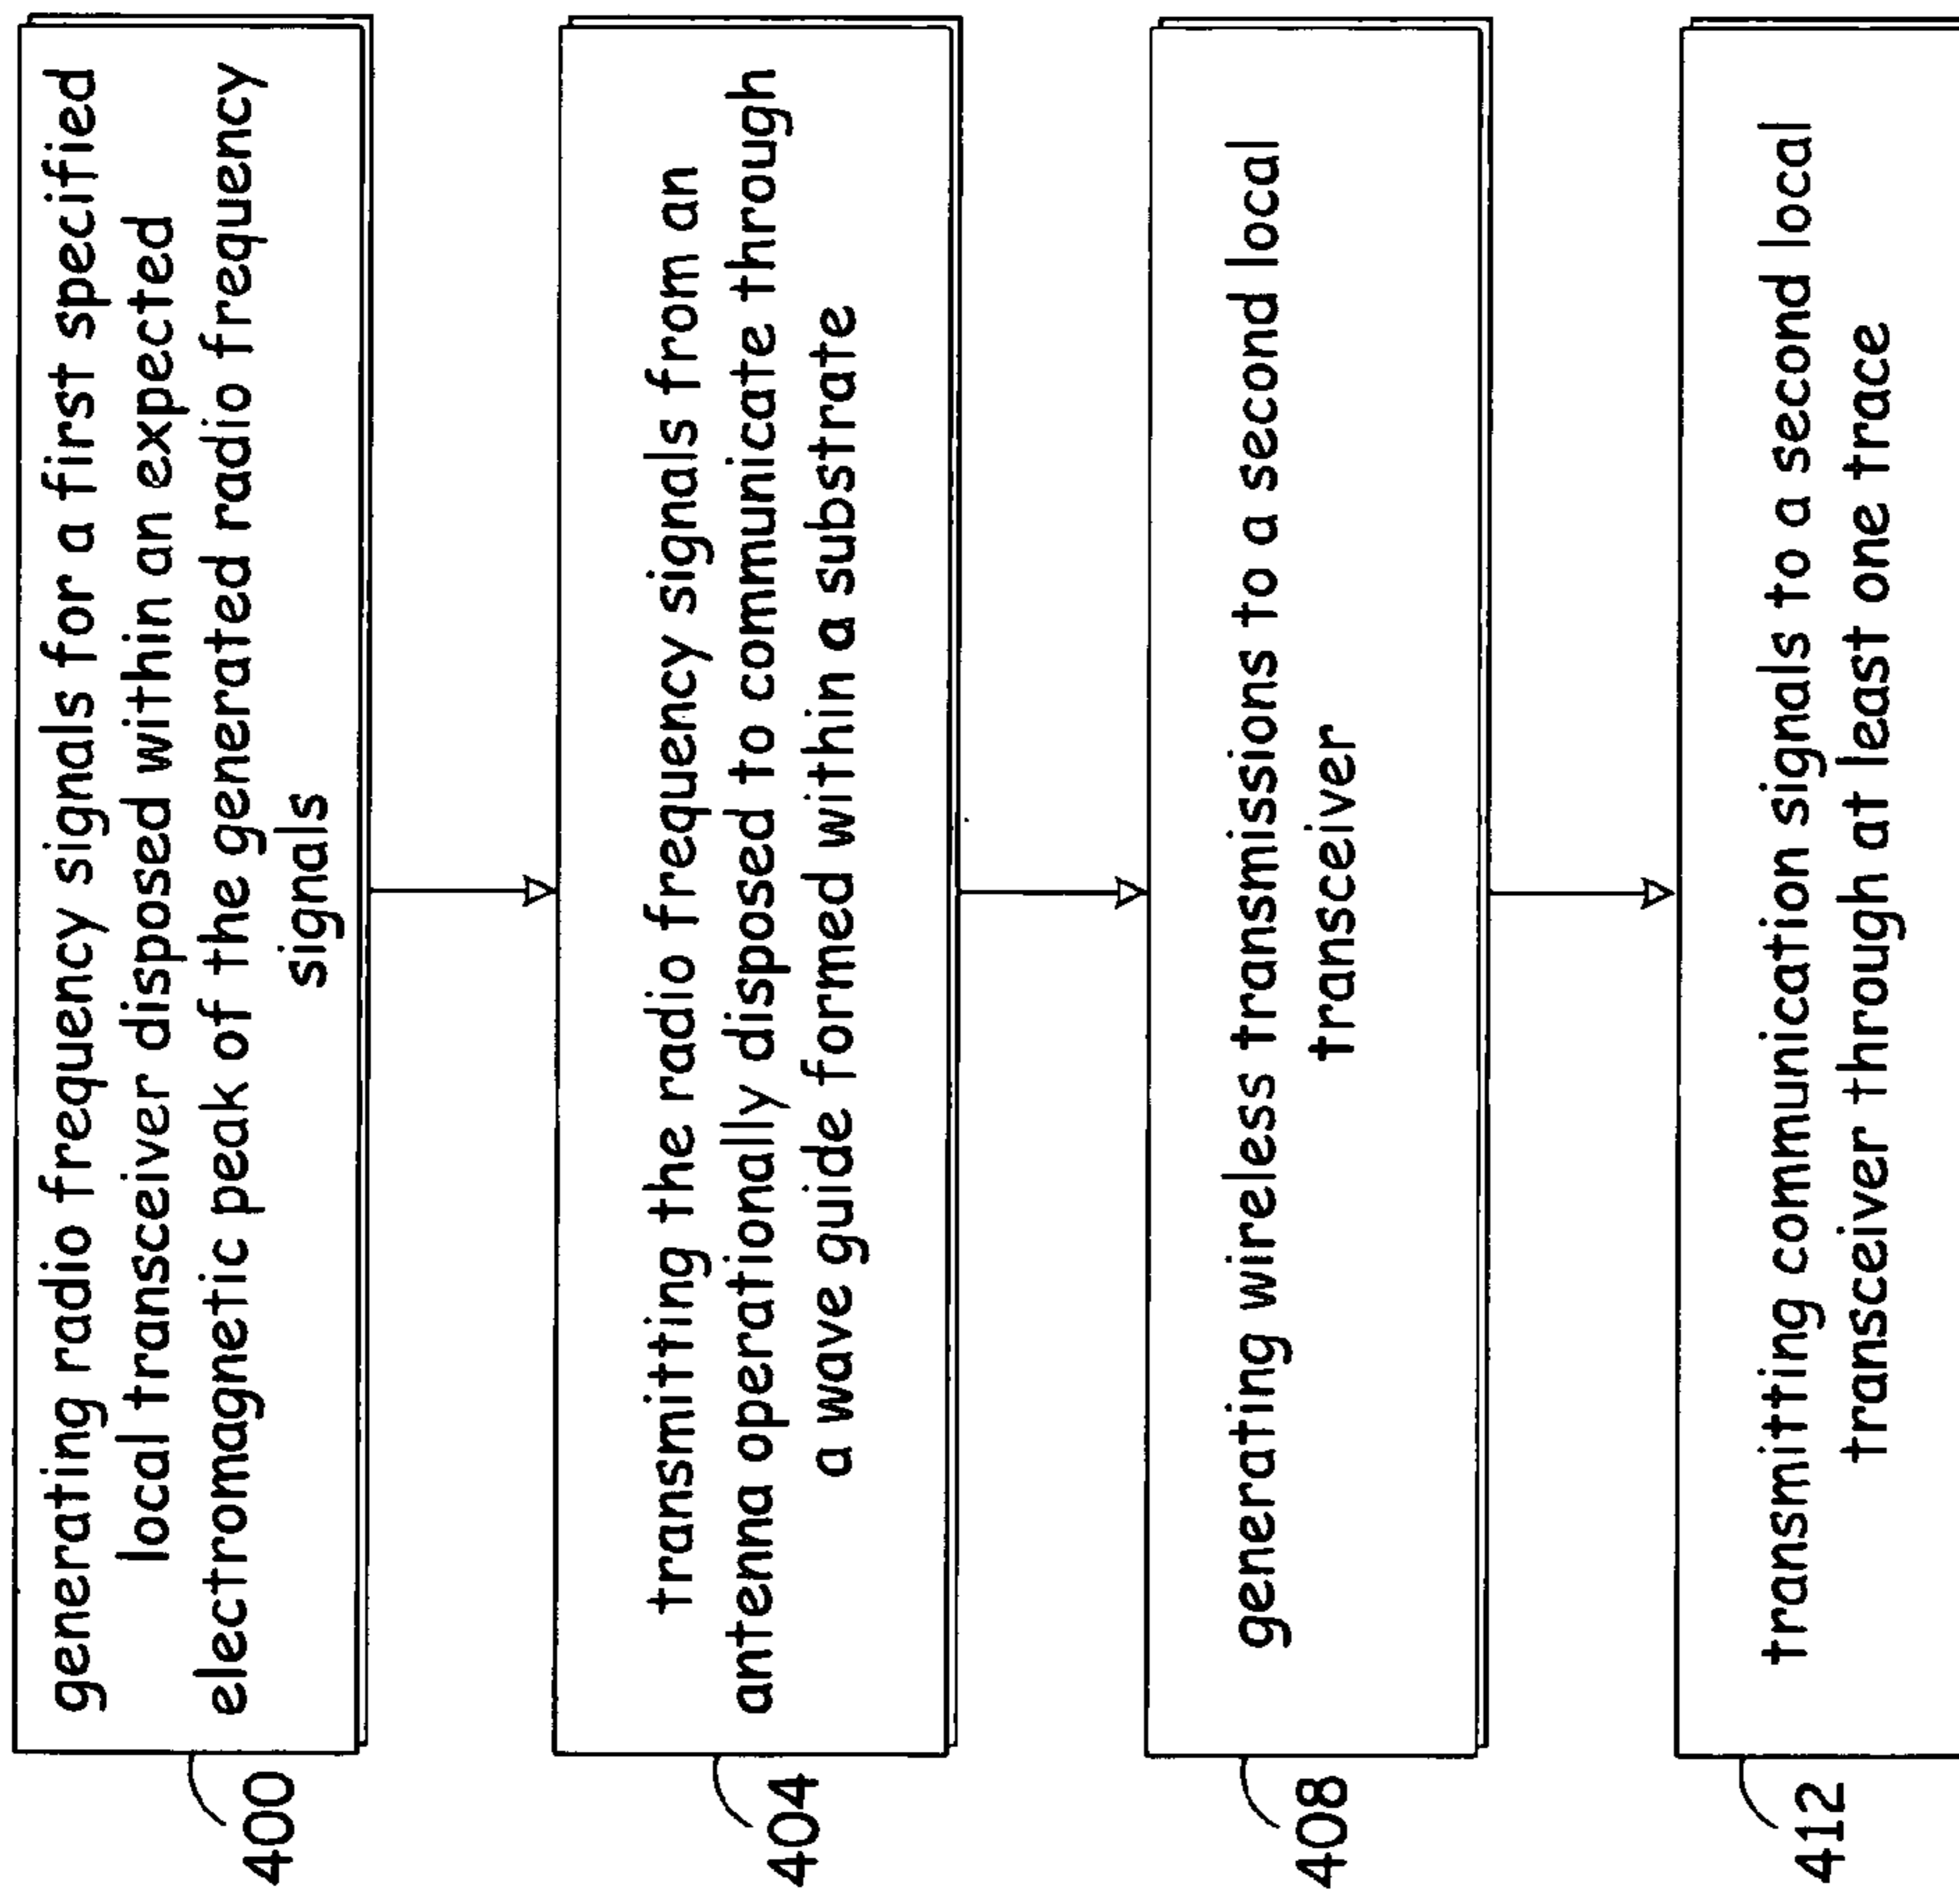 generating radio frequency signals for a first specified
local transceiver disposed within an expected
electromagnetic peak of the generated radio frequency
signals
400
transmitting the radio frequency signals from an
antenna operationally disposed to communicate through
a wave guide formed within a substrate
404
generating wireless transmissions to a second local
transceiver
408
transmitting communication signals to a second local
transceiver through at least one trace
412